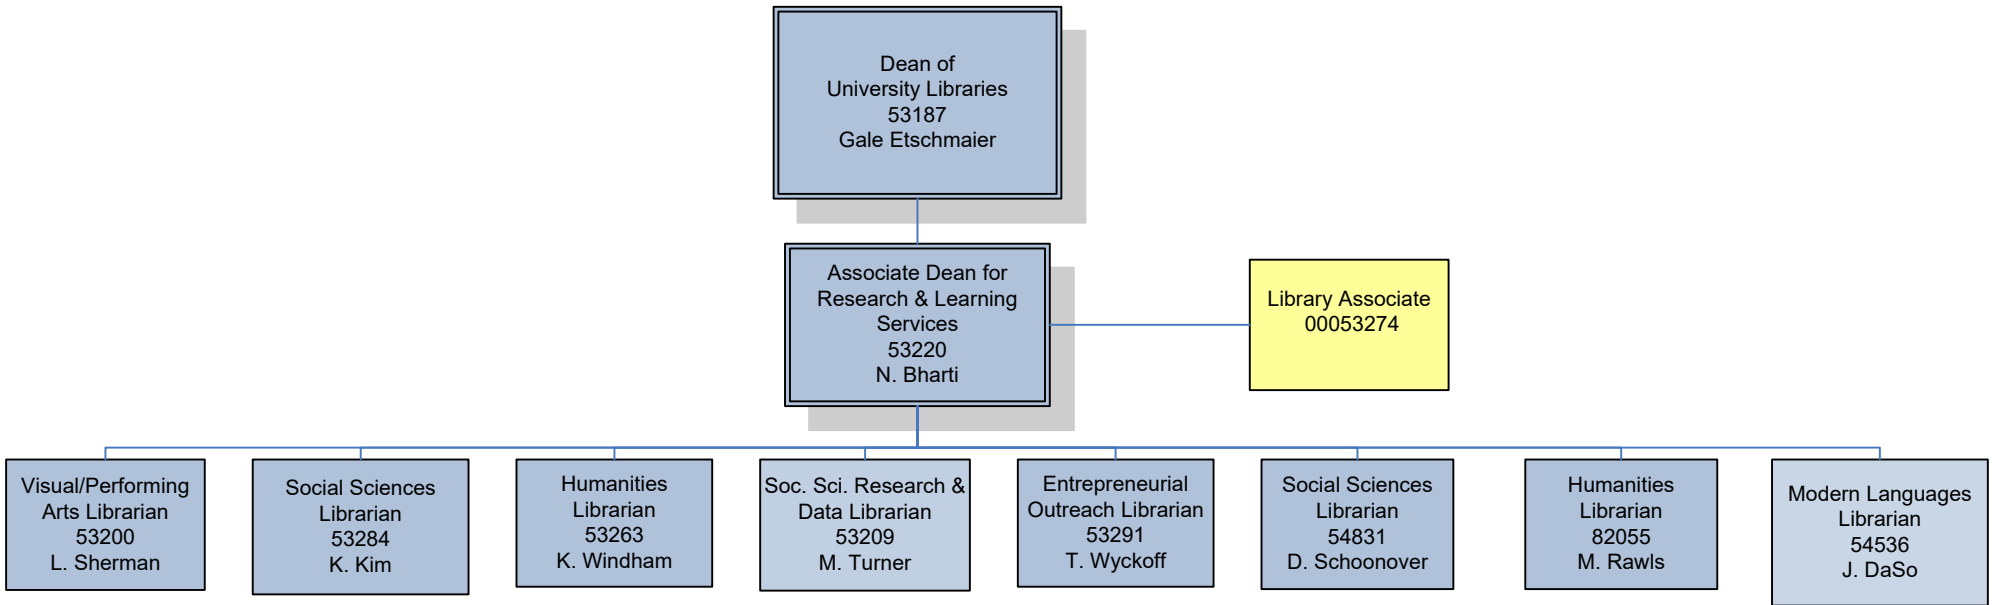 Dean of
University Libraries
53187
Gale Etschmaier
Associate Dean for
Research & Learning
Services
53220
N. Bharti
Library Associate
00053274
Visual/Performing
Arts Librarian
53200
L. Sherman
Social Sciences
Librarian
53284
K. Kim
Humanities
Librarian
53263
K. Windham
Soc. Sci. Research &
Data Librarian
53209
M. Turner
Entrepreneurial
Outreach Librarian
53291
T. Wyckoff
Social Sciences
Librarian
54831
D. Schoonover
Humanities
Librarian
82055
M. Rawls
Modern Languages
Librarian
54536
J. DaSo